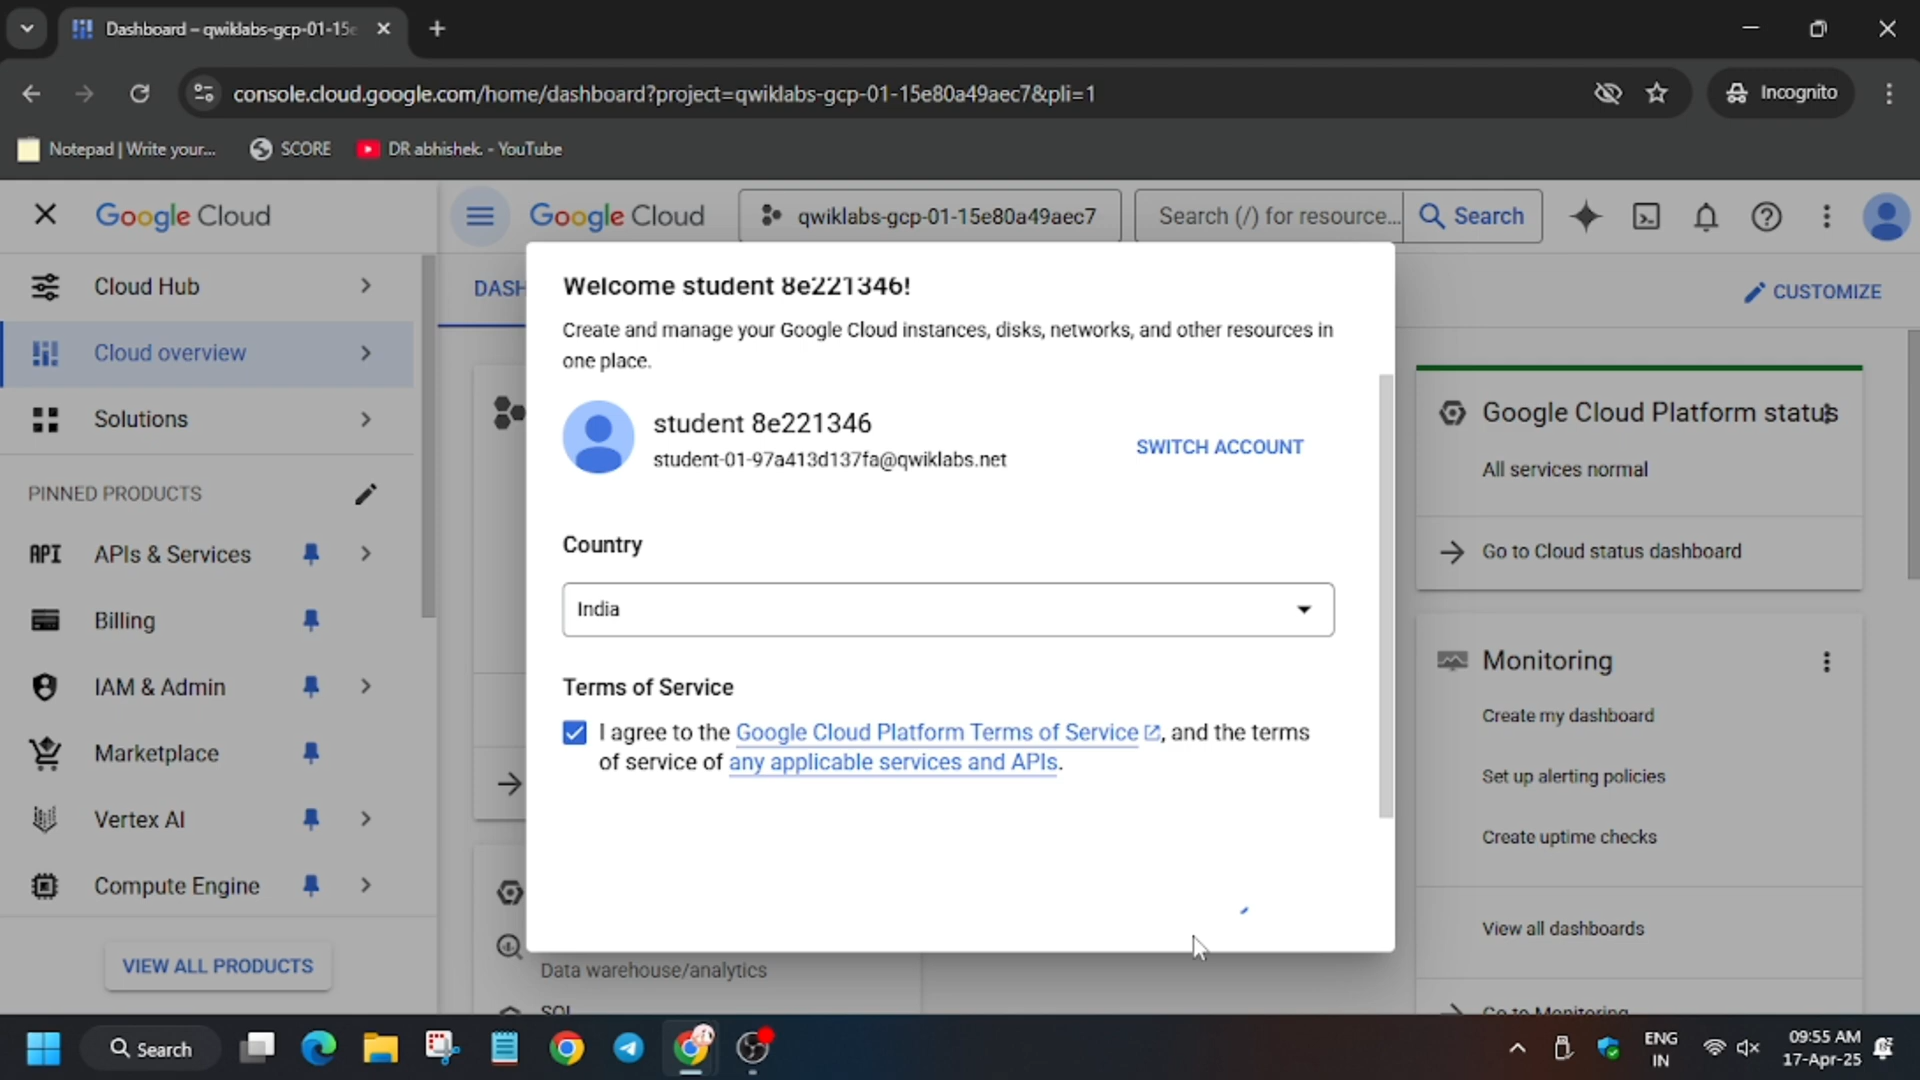 Dashboard – qwiklabs-gcp-01-15e
console.cloud.google.com/home/dashboard?project=qwiklabs-gcp-01-15e80a49aec7&pli=1
Incognito
Notepad | Write your...
SCORE
DR abhishek. - YouTube
Google Cloud
Google Cloud
qwiklabs-gcp-01-15e80a49aec7
Search (/) for resource...
Search
Cloud Hub
Cloud overview
Solutions
PINNED PRODUCTS
API APIs & Services
Billing
IAM & Admin
Marketplace
Vertex AI
Compute Engine
VIEW ALL PRODUCTS
DASH
CUSTOMIZE
Welcome student 8e221346!
Create and manage your Google Cloud instances, disks, networks, and other resources in
one place.
student 8e221346
student-01-97a413d137fa@qwiklabs.net
SWITCH ACCOUNT
Country
India
Terms of Service
I agree to the Google Cloud Platform Terms of Service, and the terms
of service of any applicable services and APIs.
Data warehouse/analytics
SQL
Google Cloud Platform status
All services normal
Go to Cloud status dashboard
Monitoring
Create my dashboard
Set up alerting policies
Create uptime checks
View all dashboards
Go to Monitoring
Search
ENG
IN
09:55 AM
17-Apr-25